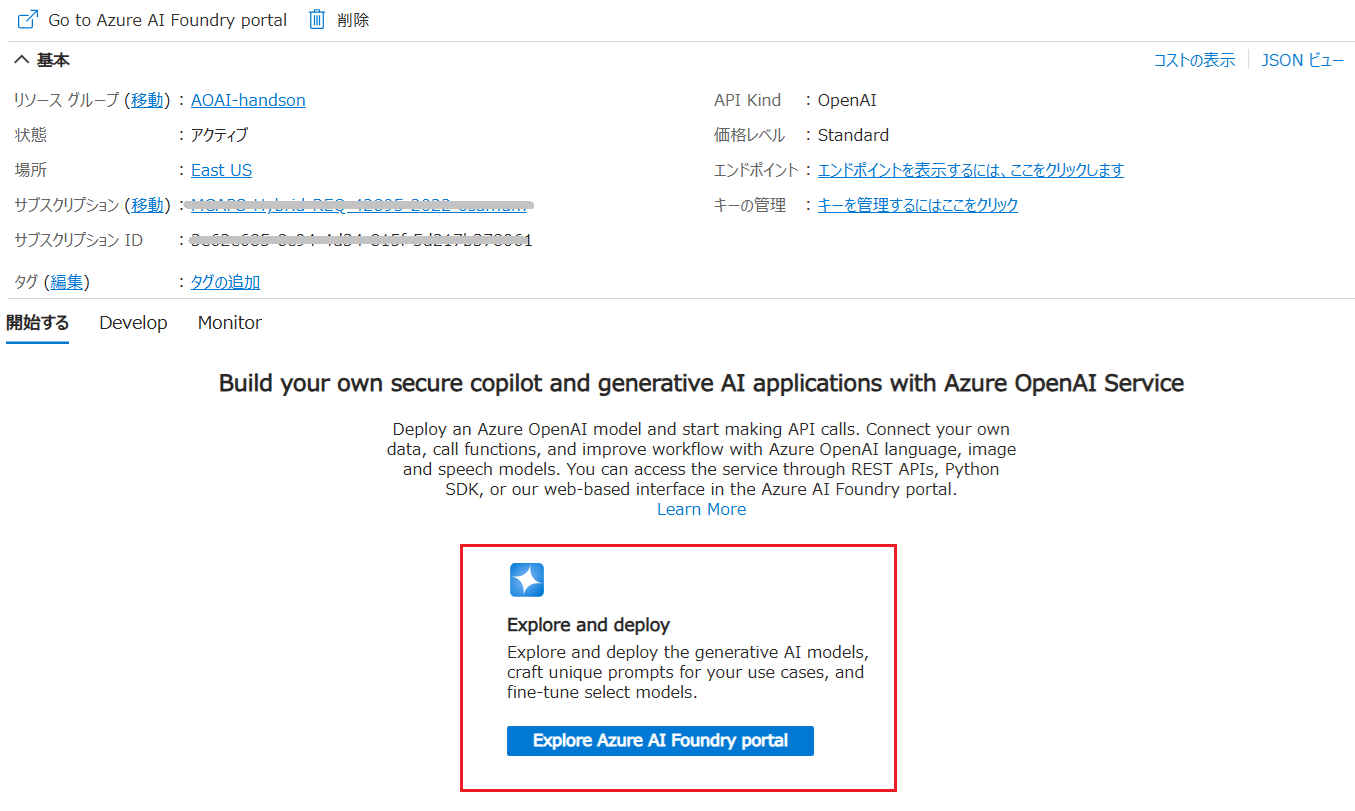 Go to Azure AI Foundry portal 削除
基本 コストの表示 JSON ビュー
リソース グループ (移動) : AOAI-handson
API Kind : OpenAI
状態 : アクティブ
価格レベル : Standard
場所 : East US
エンドポイント : エンドポイントを表示するには、ここをクリックします
サブスクリプション (移動) :
キーの管理 : キーを管理するにはここをクリック
サブスクリプション ID :
タグ (編集) : タグの追加
開始する Develop Monitor
Build your own secure copilot and generative AI applications with Azure OpenAI Service
Deploy an Azure OpenAI model and start making API calls. Connect your own
data, call functions, and improve workflow with Azure OpenAI language, image
and speech models. You can access the service through REST APIs, Python
SDK, or our web-based interface in the Azure AI Foundry portal.
Learn More
Explore and deploy
Explore and deploy the generative AI models,
craft unique prompts for your use cases, and
fine-tune select models.
Explore Azure AI Foundry portal